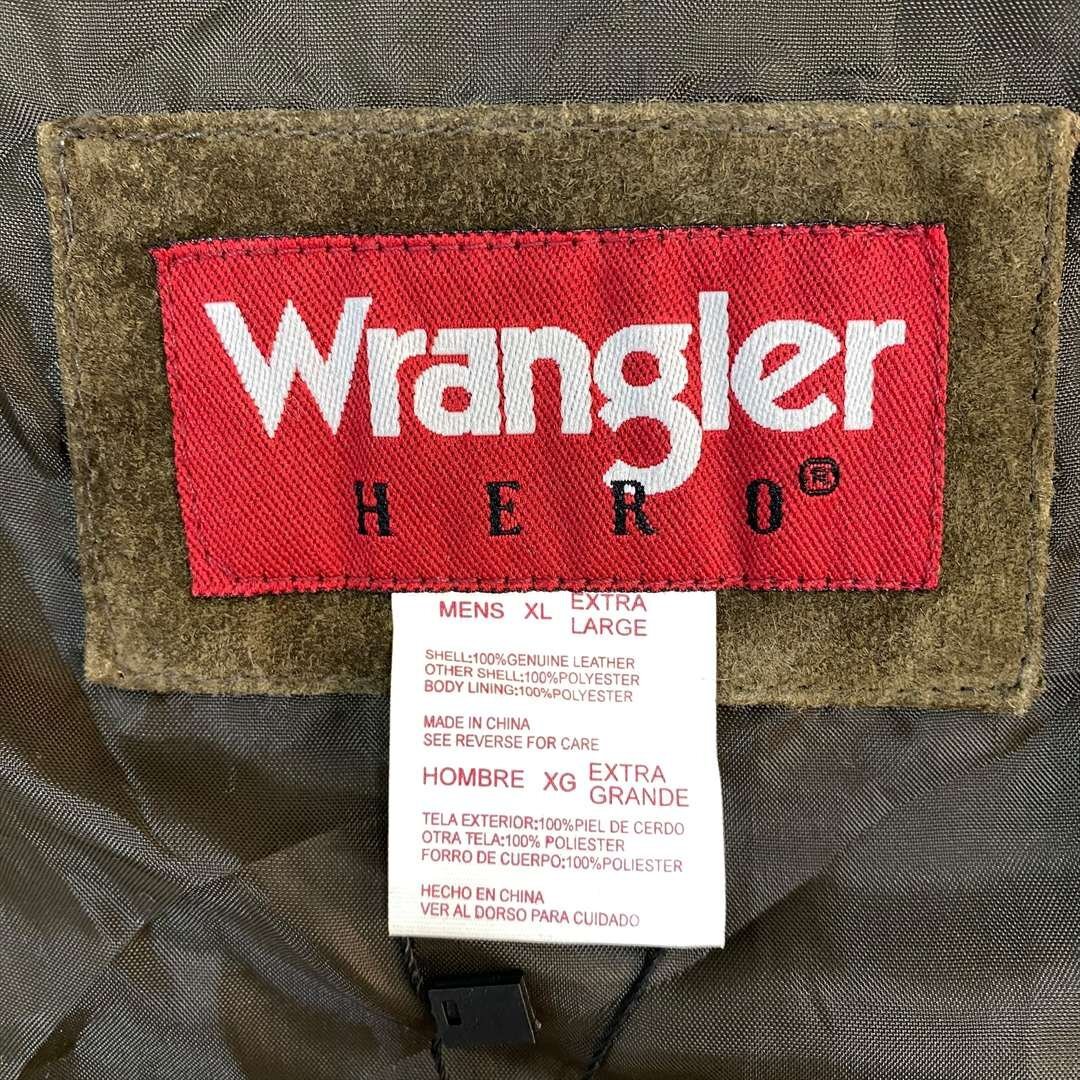 Wrangler
HERO®
MENS XL EXTRA LARGE
SHELL:100%GENUINE LEATHER
OTHER SHELL:100%POLYESTER
BODY LINING:100%POLYESTER
MADE IN CHINA
SEE REVERSE FOR CARE
HOMBRE XG EXTRA GRANDE
TELA EXTERIOR:100%PIEL DE CERDO
OTRA TELA:100% POLIESTER
FORRO DE CUERPO:100%POLIESTER
HECHO EN CHINA
VER AL DORSO PARA CUIDADO